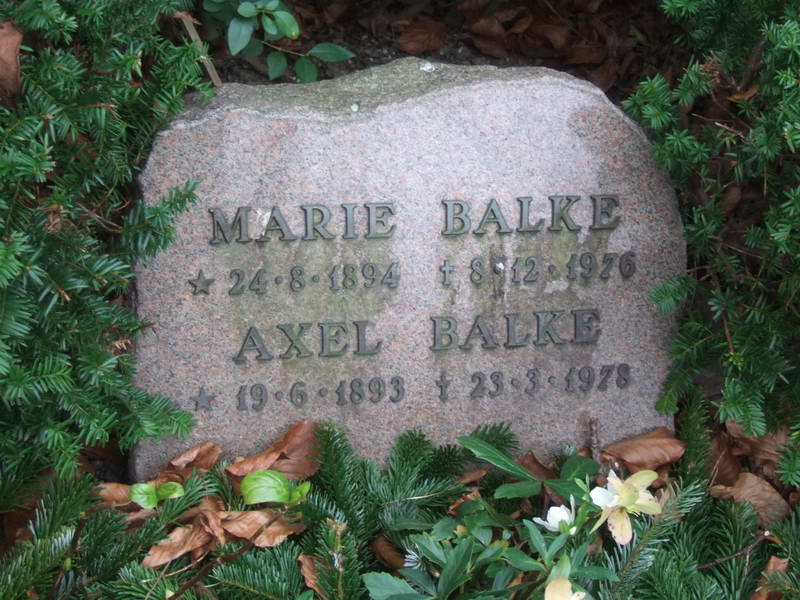 MARIE BALKE
★ 24·8·1894 ✝ 8·12·1976
AXEL BALKE
★ 19·6·1893 ✝ 23·3·1978